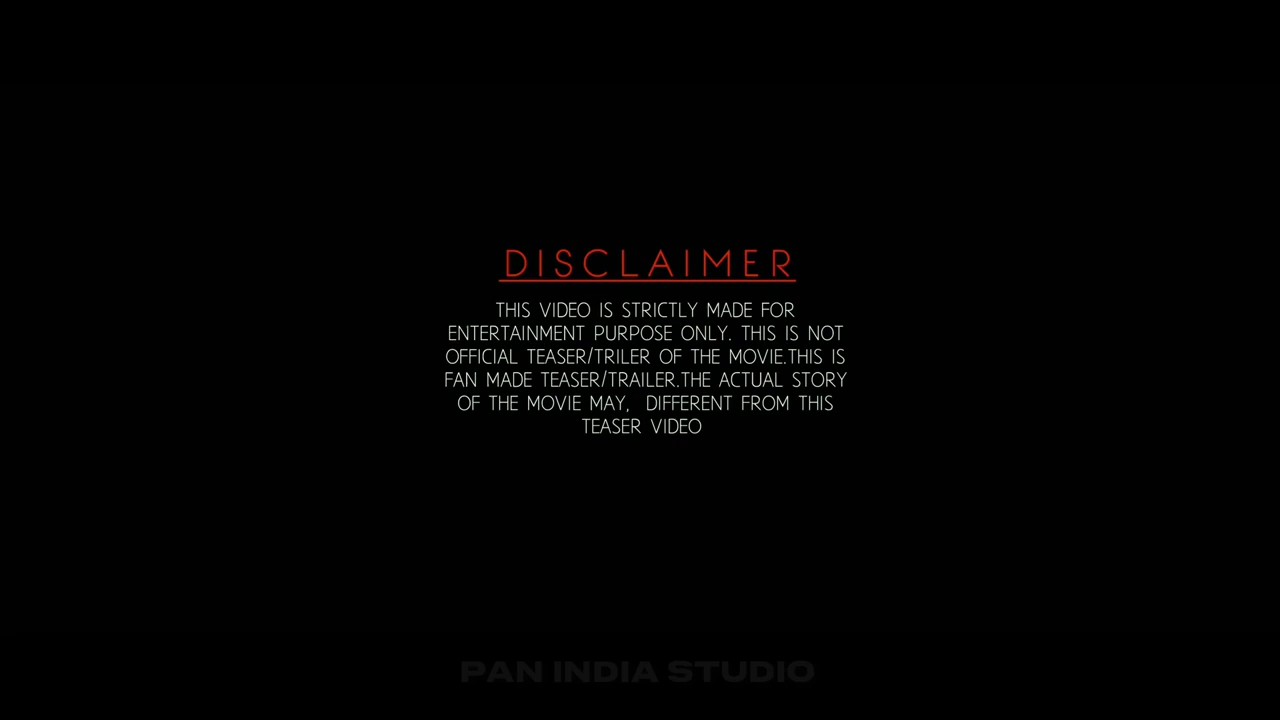 DISCLAIMER
THIS VIDEO IS STRICTLY MADE FOR
ENTERTAINMENT PURPOSE ONLY. THIS IS NOT
OFFICIAL TEASER/TRILER OF THE MOVIE.THIS IS
FAN MADE TEASER/TRAILER.THE ACTUAL STORY
OF THE MOVIE MAY,  DIFFERENT FROM THIS
TEASER VIDEO
PAN INDIA STUDIO